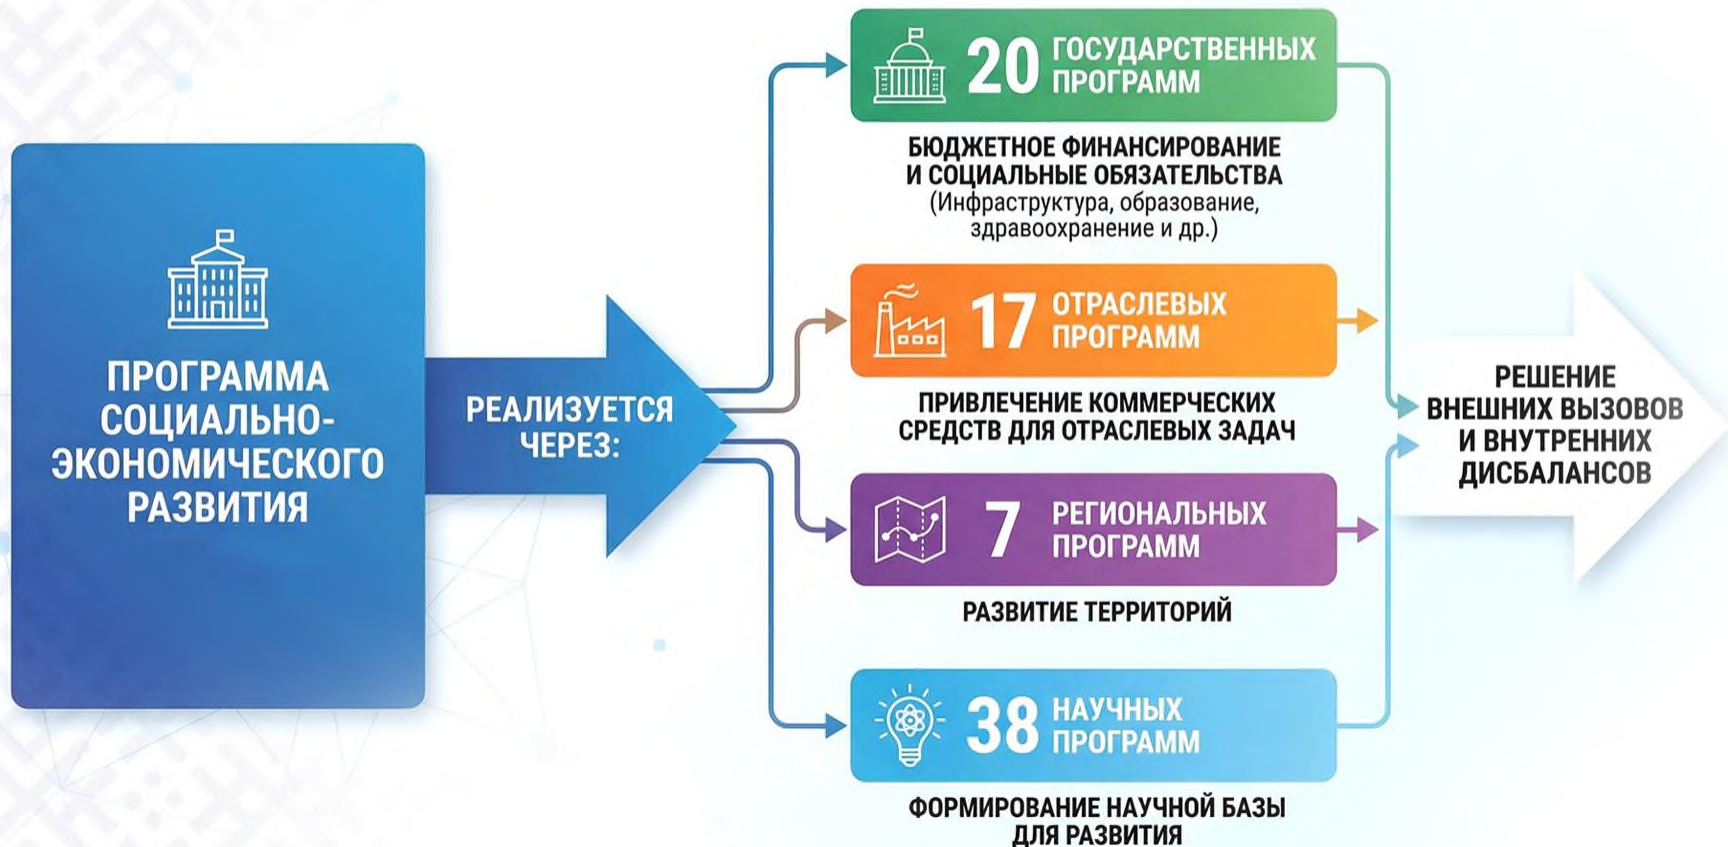 ПРОГРАММА
СОЦИАЛЬНО-
ЭКОНОМИЧЕСКОГО
РАЗВИТИЯ
РЕАЛИЗУЕТСЯ
ЧЕРЕЗ:
20 ГОСУДАРСТВЕННЫХ
ПРОГРАММ
БЮДЖЕТНОЕ ФИНАНСИРОВАНИЕ
И СОЦИАЛЬНЫЕ ОБЯЗАТЕЛЬСТВА
(Инфраструктура, образование,
здравоохранение и др.)
17 ОТРАСЛЕВЫХ
ПРОГРАММ
ПРИВЛЕЧЕНИЕ КОММЕРЧЕСКИХ
СРЕДСТВ ДЛЯ ОТРАСЛЕВЫХ ЗАДАЧ
7 РЕГИОНАЛЬНЫХ
ПРОГРАММ
РАЗВИТИЕ ТЕРРИТОРИЙ
38 НАУЧНЫХ
ПРОГРАММ
ФОРМИРОВАНИЕ НАУЧНОЙ БАЗЫ
ДЛЯ РАЗВИТИЯ
РЕШЕНИЕ
ВНЕШНИХ ВЫЗОВОВ
И ВНУТРЕННИХ
ДИСБАЛАНСОВ